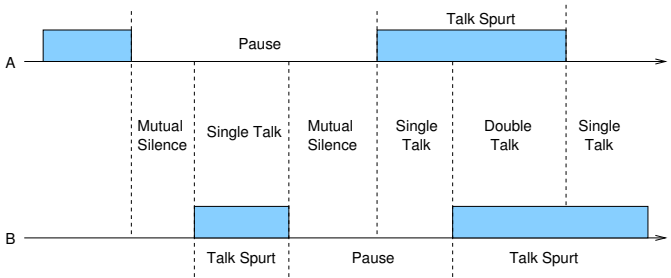 Talk Spurt
Pause
A
Mutual
Silence
Single Talk
Mutual
Silence
Single
Talk
Double
Talk
Single
Talk
B
Talk Spurt
Pause
Talk Spurt